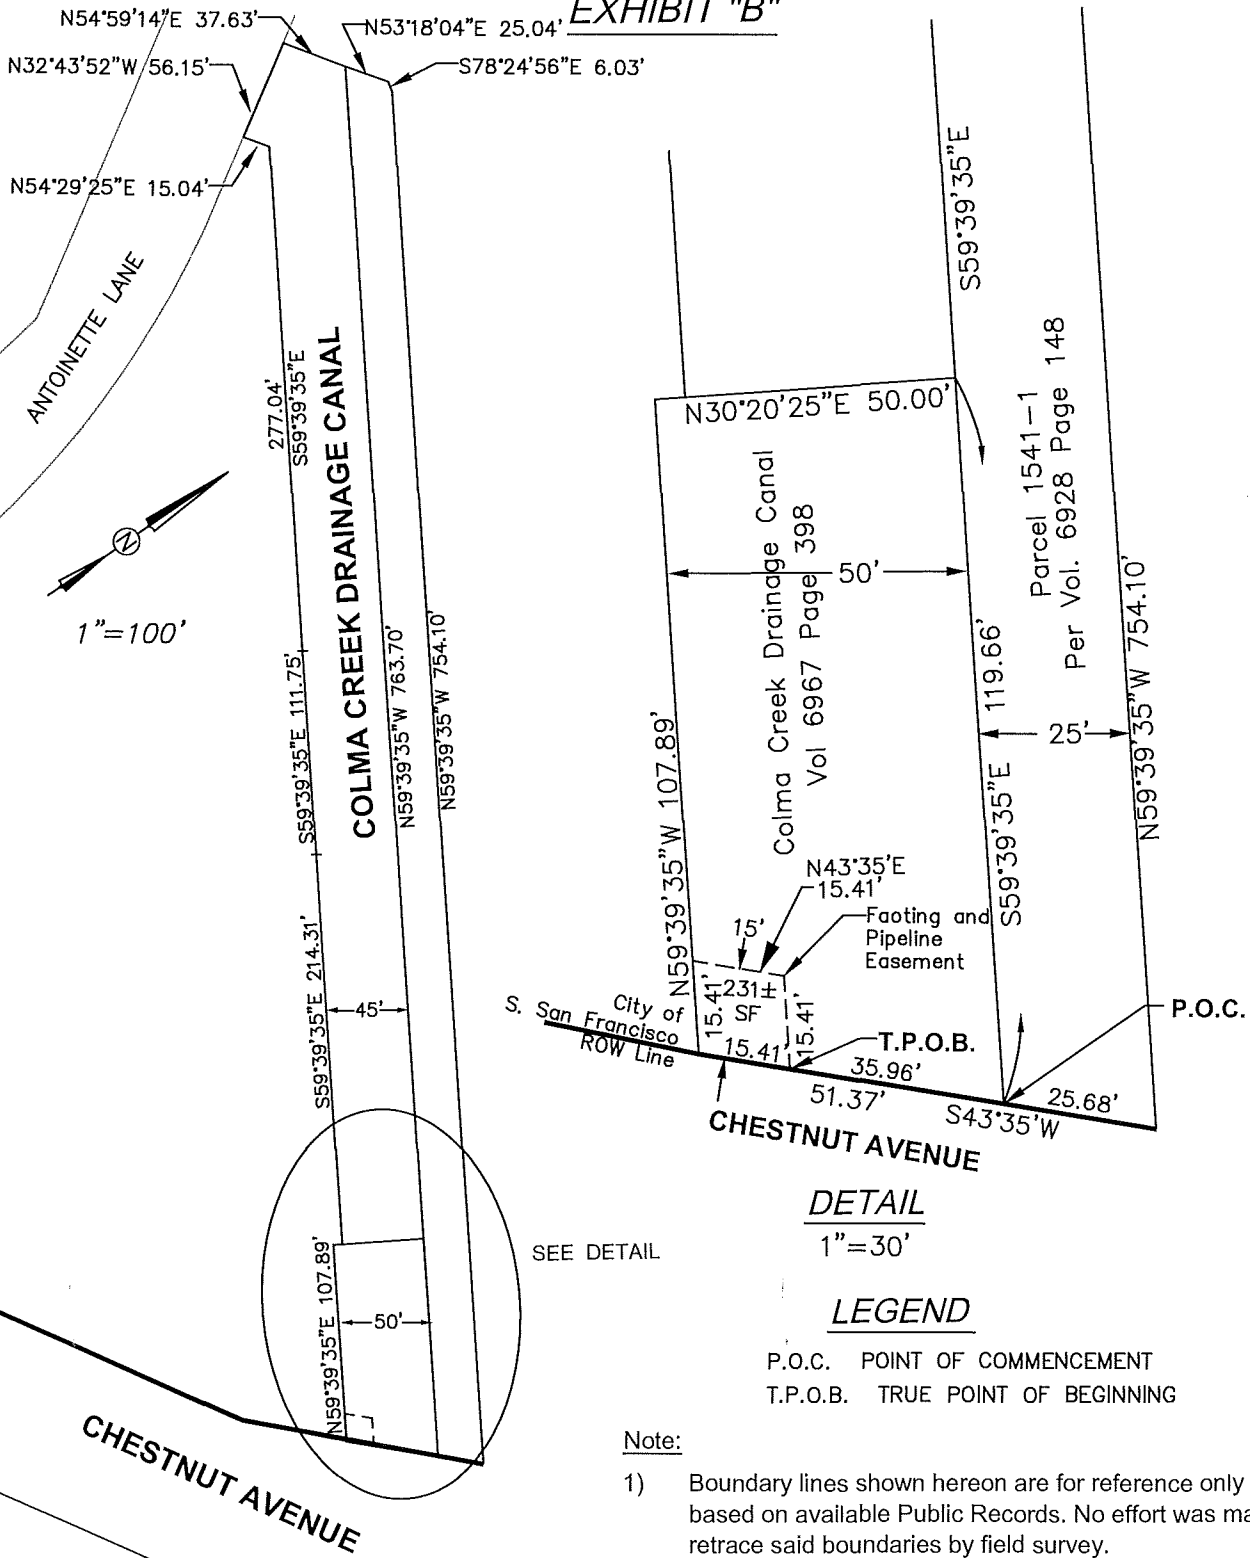 EXHIBIT "B"
N54°59'14"E 37.63'
N53°18'04"E 25.04'
N32°43'52"W 56.15'
S78°24'56"E 6.03'
N54°29'25"E 15.04'
ANTOINETTE LANE
277.04'
S59°39'35"E
COLMA CREEK DRAINAGE CANAL
N
1"=100'
S59°39'35"E 111.75'
N59°39'35"W 763.70'
N59°39'35"W 754.10'
S59°39'35"E 214.31'
45'
SEE DETAIL
N59°39'35"E 107.89'
50'
CHESTNUT AVENUE
S59°39'35"E
N30°20'25"E 50.00'
Colma Creek Drainage Canal
Vol 6967 Page 398
50'
Parcel 1541-1
Per Vol. 6928 Page 148
119.66'
S59°39'35"E
25'
N59°39'35"W 754.10'
N59°39'35"W 107.89'
N43°35'E
15.41'
15'
Footing and
Pipeline
Easement
231±
SF
15.41'
15.41'
15.41'
City of
S. San Francisco
ROW Line
T.P.O.B.
P.O.C.
35.96'
51.37'
S43°35'W
25.68'
CHESTNUT AVENUE
DETAIL
1"=30'
LEGEND
P.O.C. POINT OF COMMENCEMENT
T.P.O.B. TRUE POINT OF BEGINNING
Note:
1) Boundary lines shown hereon are for reference only
based on available Public Records. No effort was ma
retrace said boundaries by field survey.